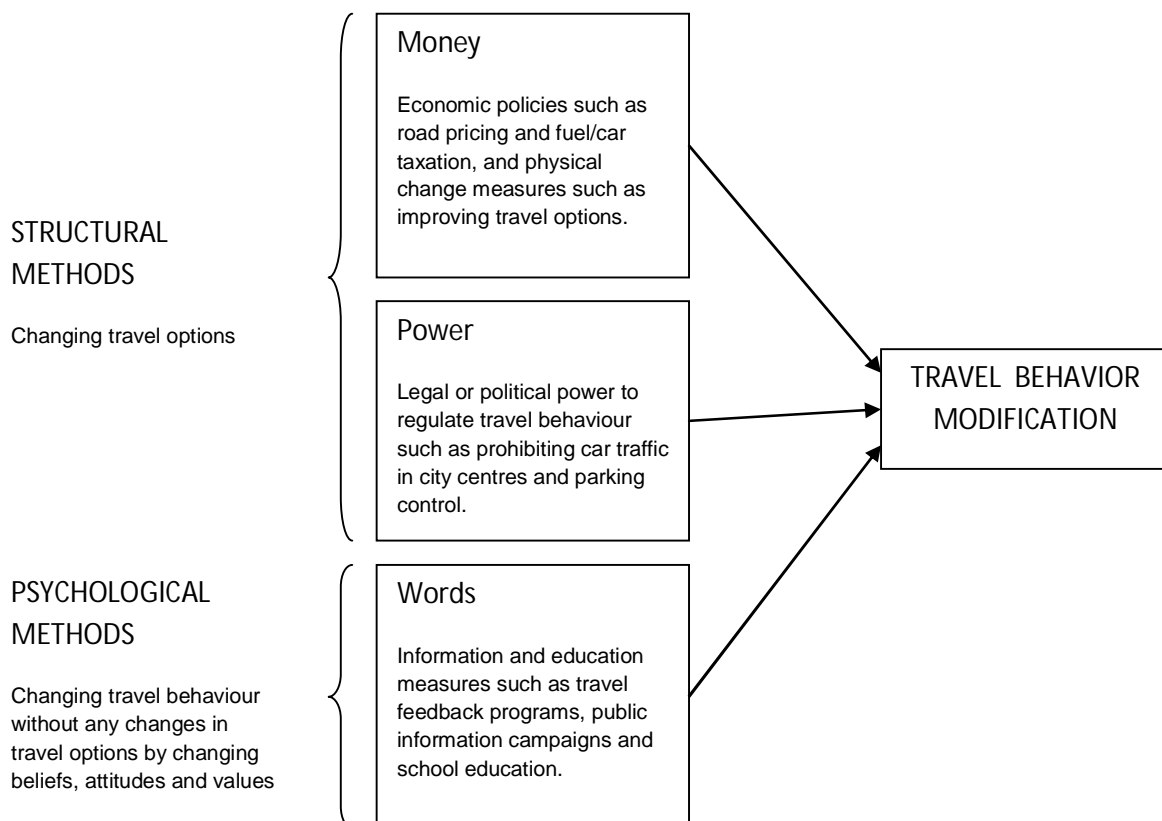 STRUCTURAL
METHODS
Changing travel options
Money
Economic policies such as
road pricing and fuel/car
taxation, and physical
change measures such as
improving travel options.
Power
Legal or political power to
regulate travel behaviour
such as prohibiting car traffic
in city centres and parking
control.
PSYCHOLOGICAL
METHODS
Changing travel behaviour
without any changes in
travel options by changing
beliefs, attitudes and values
Words
Information and education
measures such as travel
feedback programs, public
information campaigns and
school education.
TRAVEL BEHAVIOR
MODIFICATION